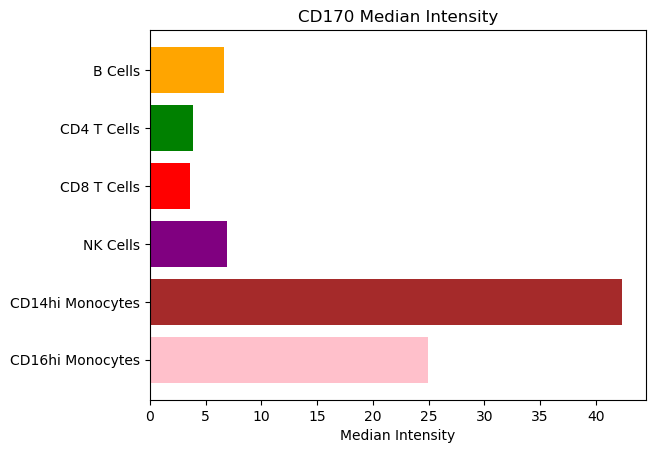 CD170 Median Intensity
B Cells
CD4 T Cells
CD8 T Cells
NK Cells
CD14hi Monocytes
CD16hi Monocytes
0 5 10 15 20 25 30 35 40
Median Intensity